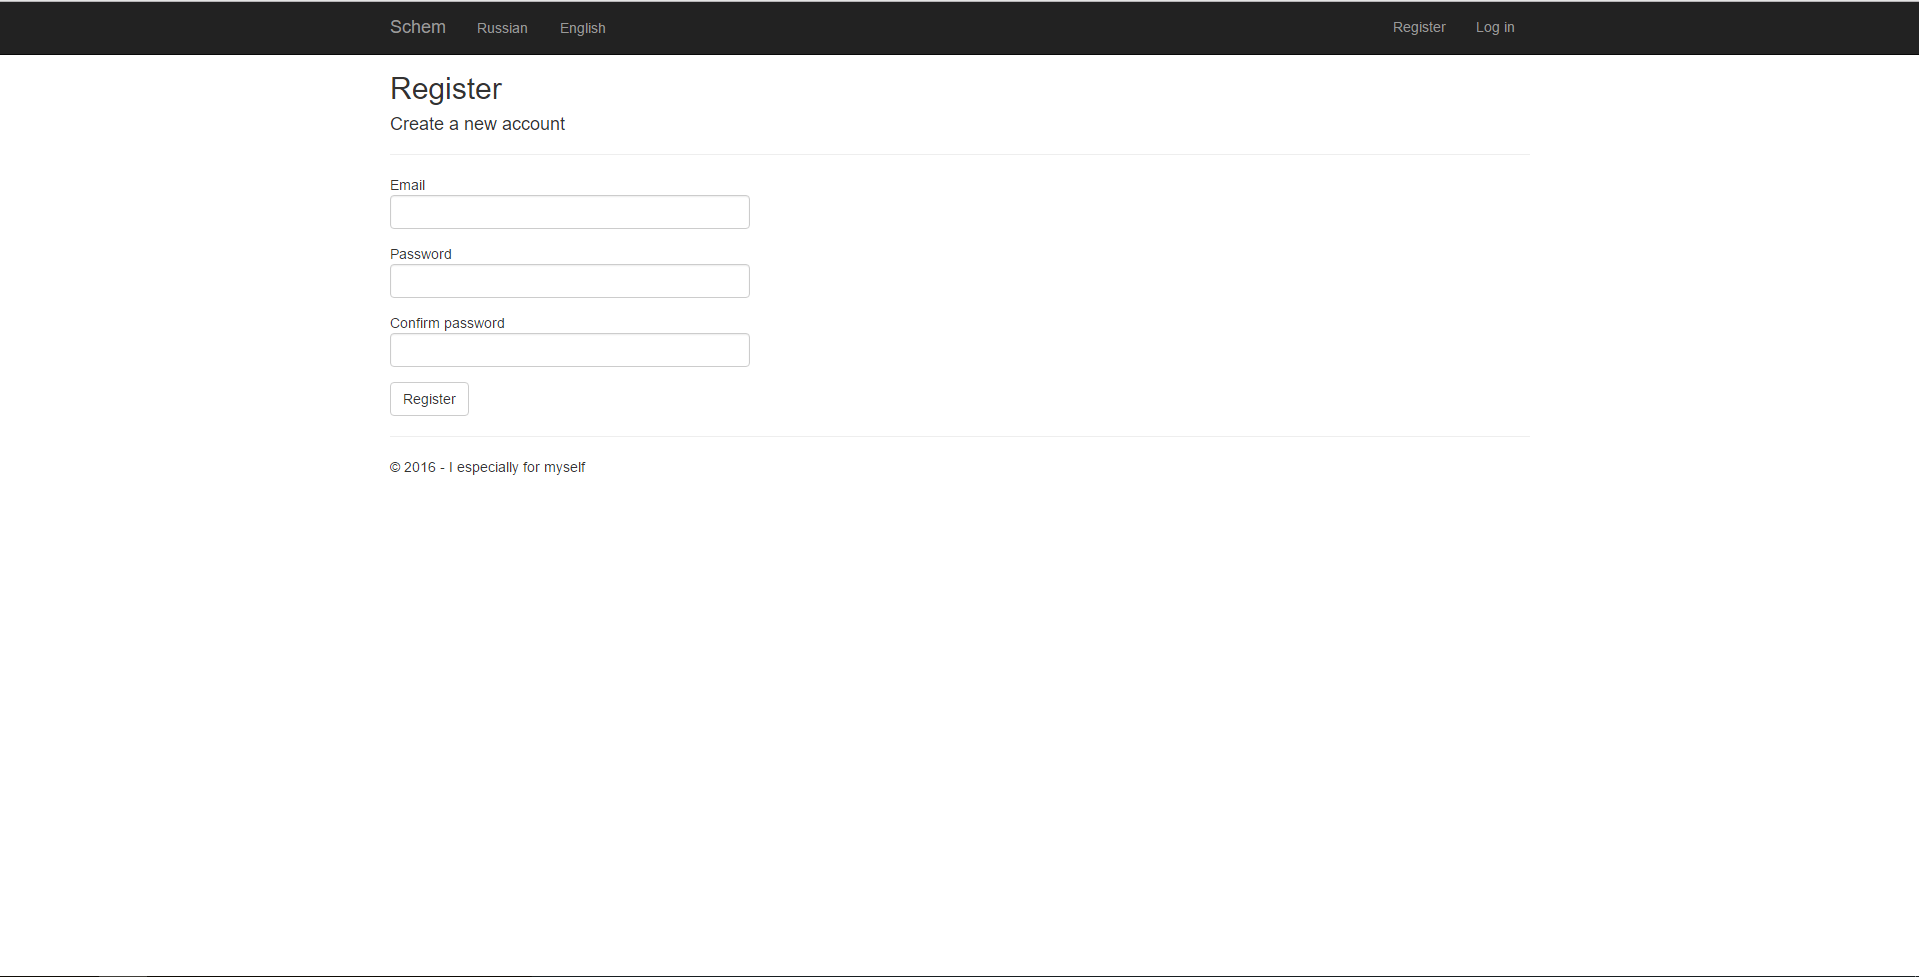 Schem Russian English Register Log in
Register
Create a new account
Email
Password
Confirm password
Register
© 2016 - I especially for myself